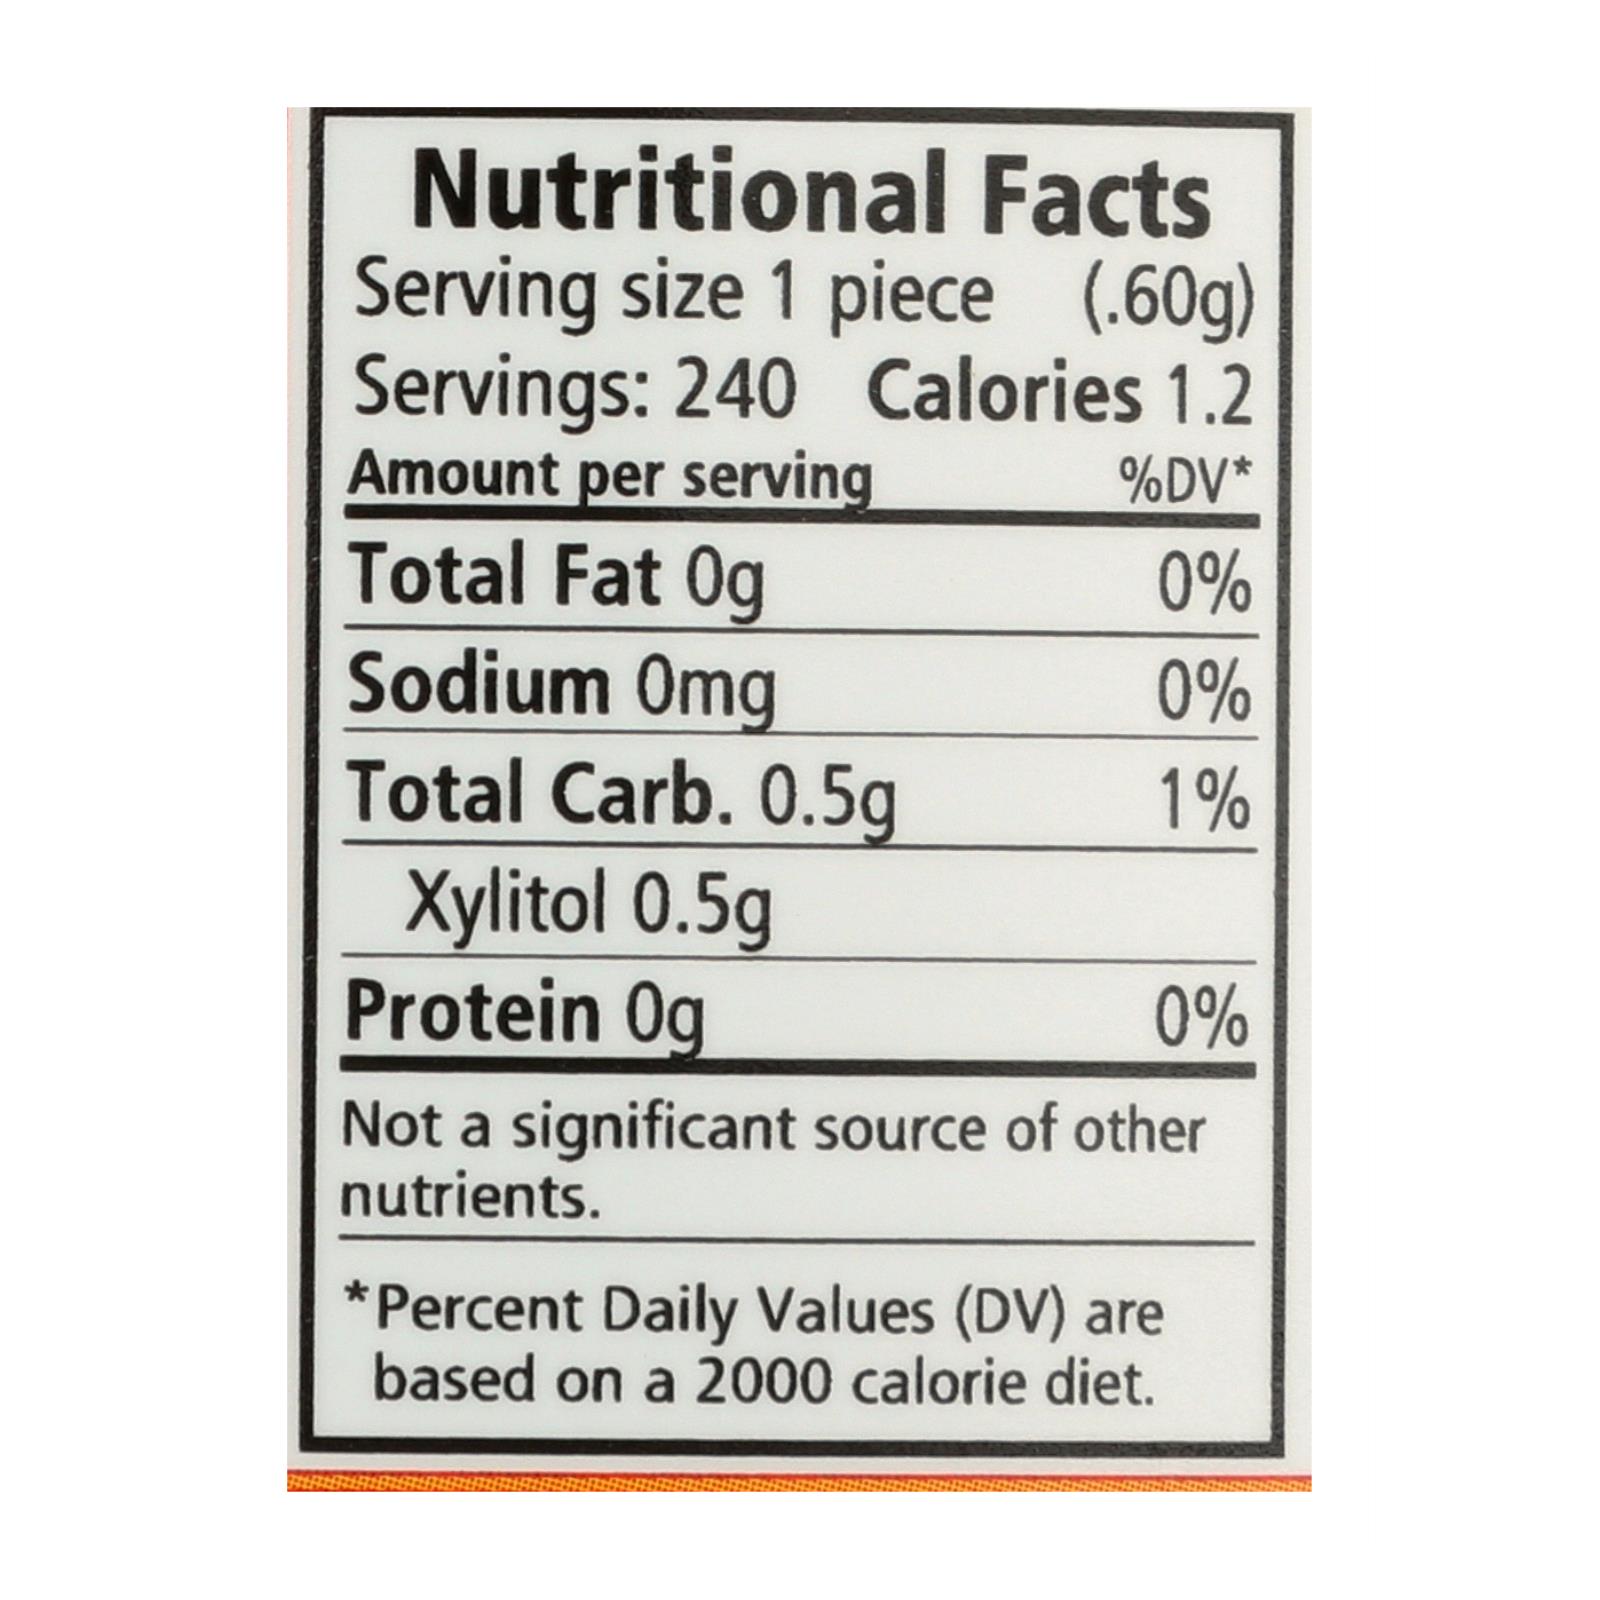 Nutritional Facts
Serving size 1 piece (.60g)
Servings: 240 Calories 1.2
Amount per serving %DV*
Total Fat 0g 0%
Sodium 0mg 0%
Total Carb. 0.5g 1%
Xylitol 0.5g
Protein 0g 0%
Not a significant source of other
nutrients.
*Percent Daily Values (DV) are
based on a 2000 calorie diet.